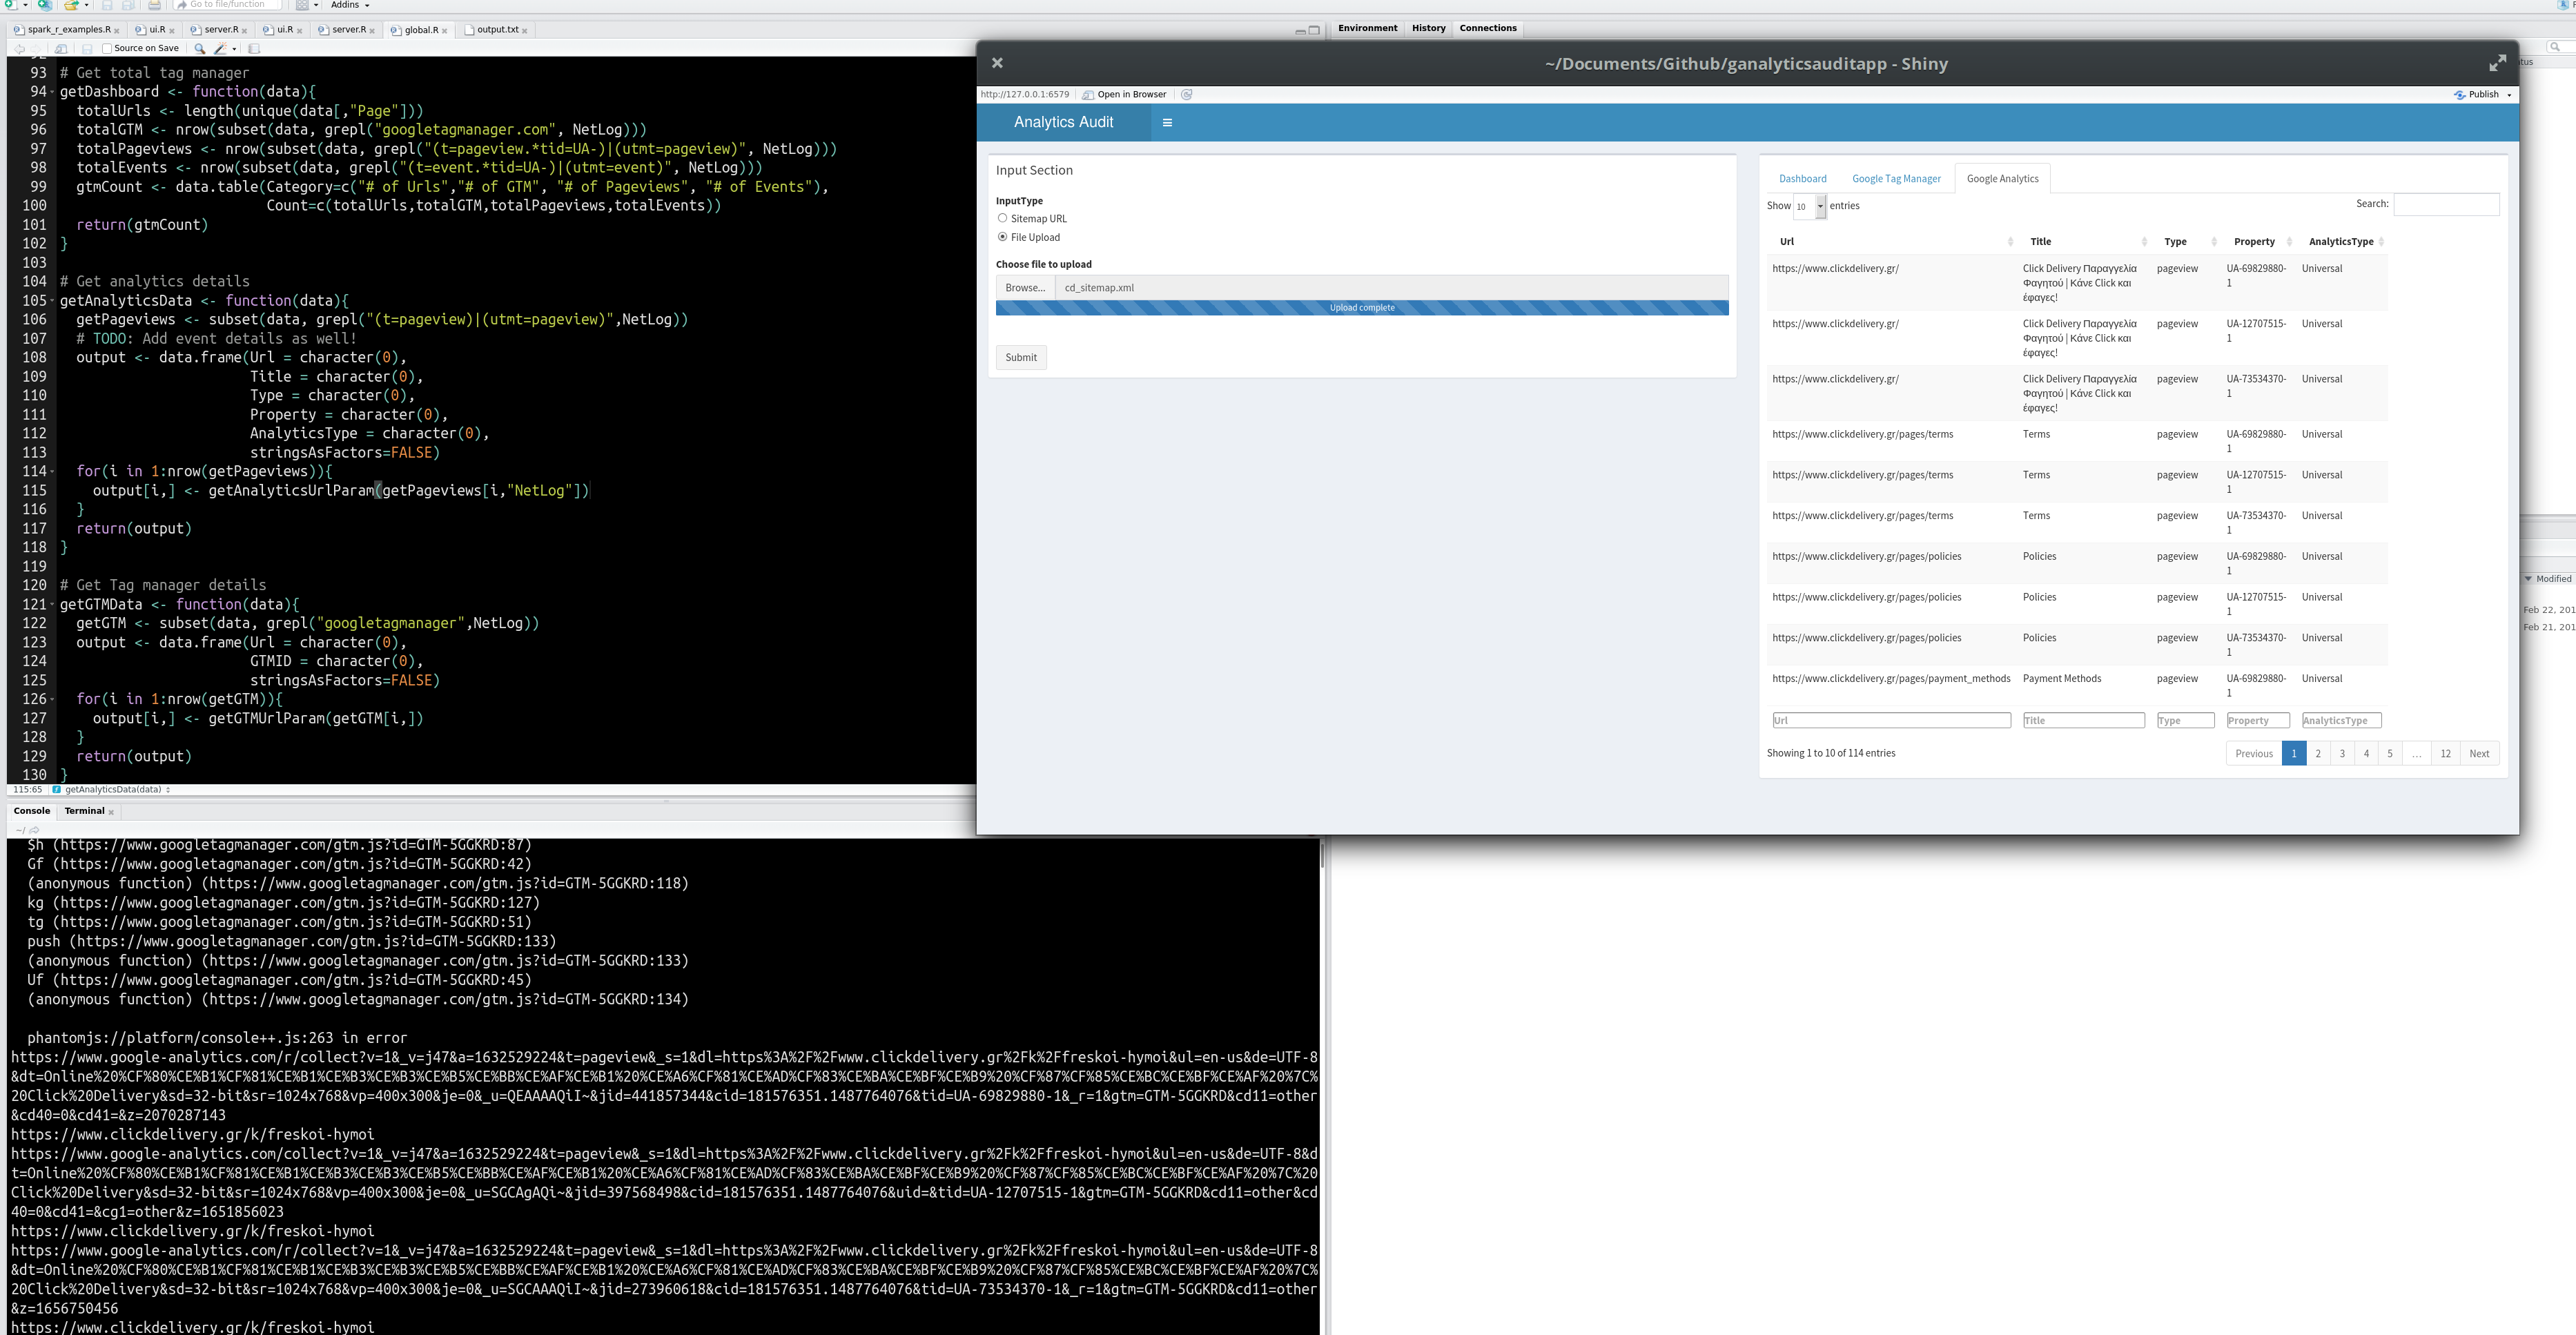 Go to file/function
Addins
spark_r_examples.R
ui.R
server.R
ui.R
server.R
global.R
output.txt
Source on Save
93 # Get total tag manager
94 getDashboard <- function(data){
95 totalUrls <- length(unique(data[,"Page"]))
96 totalGTM <- nrow(subset(data, grepl("googletagmanager.com", NetLog)))
97 totalPageviews <- nrow(subset(data, grepl("(t=pageview.*tid=UA-)|(utmt=pageview)", NetLog)))
98 totalEvents <- nrow(subset(data, grepl("(t=event.*tid=UA-)|(utmt=event)", NetLog)))
99 gtmCount <- data.table(Category=c("# of Urls","# of GTM", "# of Pageviews", "# of Events"),
100 Count=c(totalUrls,totalGTM,totalPageviews,totalEvents))
101 return(gtmCount)
102 }
103
104 # Get analytics details
105 getAnalyticsData <- function(data){
106 getPageviews <- subset(data, grepl("(t=pageview)|(utmt=pageview)",NetLog))
107 # TODO: Add event details as well!
108 output <- data.frame(Url = character(0),
109 Title = character(0),
110 Type = character(0),
111 Property = character(0),
112 AnalyticsType = character(0),
113 stringsAsFactors=FALSE)
114 for(i in 1:nrow(getPageviews)){
115 output[i,] <- getAnalyticsUrlParam(getPageviews[i,"NetLog"])
116 }
117 return(output)
118 }
119
120 # Get Tag manager details
121 getGTMData <- function(data){
122 getGTM <- subset(data, grepl("googletagmanager",NetLog))
123 output <- data.frame(Url = character(0),
124 GTMID = character(0),
125 stringsAsFactors=FALSE)
126 for(i in 1:nrow(getGTM)){
127 output[i,] <- getGTMUrlParam(getGTM[i,])
128 }
129 return(output)
130 }
115:65 getAnalyticsData(data)
Console Terminal
~/
$h (https://www.googletagmanager.com/gtm.js?id=GTM-5GGKRD:87)
Gf (https://www.googletagmanager.com/gtm.js?id=GTM-5GGKRD:42)
(anonymous function) (https://www.googletagmanager.com/gtm.js?id=GTM-5GGKRD:118)
kg (https://www.googletagmanager.com/gtm.js?id=GTM-5GGKRD:127)
tg (https://www.googletagmanager.com/gtm.js?id=GTM-5GGKRD:51)
push (https://www.googletagmanager.com/gtm.js?id=GTM-5GGKRD:133)
(anonymous function) (https://www.googletagmanager.com/gtm.js?id=GTM-5GGKRD:133)
Uf (https://www.googletagmanager.com/gtm.js?id=GTM-5GGKRD:45)
(anonymous function) (https://www.googletagmanager.com/gtm.js?id=GTM-5GGKRD:134)
phantomjs://platform/console++.js:263 in error
https://www.google-analytics.com/r/collect?v=1&_v=j47&a=1632529224&t=pageview&_s=1&dl=https%3A%2F%2Fwww.clickdelivery.gr%2Fk%2Ffreskoi-hymoi&ul=en-us&de=UTF-8
&dt=Online%20%CF%80%CE%B1%CF%81%CE%B1%CE%B3%CE%B3%CE%B5%CE%BB%CE%AF%CE%B1%20%CE%A6%CF%81%CE%AD%CF%83%CE%BA%CE%BF%CE%B9%20%CF%87%CF%85%CE%BC%CE%BF%CE%AF%20%7C%
20Click%20Delivery&sd=32-bit&sr=1024x768&vp=400x300&je=0&_u=QEAAAAQiI~&jid=441857344&cid=181576351.1487764076&tid=UA-69829880-1&_r=1&gtm=GTM-5GGKRD&cd11=other
&cd40=0&cd41=&z=2070287143
https://www.clickdelivery.gr/k/freskoi-hymoi
https://www.google-analytics.com/collect?v=1&_v=j47&a=1632529224&t=pageview&_s=1&dl=https%3A%2F%2Fwww.clickdelivery.gr%2Fk%2Ffreskoi-hymoi&ul=en-us&de=UTF-8&d
t=Online%20%CF%80%CE%B1%CF%81%CE%B1%CE%B3%CE%B3%CE%B5%CE%BB%CE%AF%CE%B1%20%CE%A6%CF%81%CE%AD%CF%83%CE%BA%CE%BF%CE%B9%20%CF%87%CF%85%CE%BC%CE%BF%CE%AF%20%7C%20
Click%20Delivery&sd=32-bit&sr=1024x768&vp=400x300&je=0&_u=SGCAgAQi~&jid=397568498&cid=181576351.1487764076&uid=&tid=UA-12707515-1&gtm=GTM-5GGKRD&cd11=other&cd
40=0&cd41=&cg1=other&z=1651856023
https://www.clickdelivery.gr/k/freskoi-hymoi
https://www.google-analytics.com/r/collect?v=1&_v=j47&a=1632529224&t=pageview&_s=1&dl=https%3A%2F%2Fwww.clickdelivery.gr%2Fk%2Ffreskoi-hymoi&ul=en-us&de=UTF-8
&dt=Online%20%CF%80%CE%B1%CF%81%CE%B1%CE%B3%CE%B3%CE%B5%CE%BB%CE%AF%CE%B1%20%CE%A6%CF%81%CE%AD%CF%83%CE%BA%CE%BF%CE%B9%20%CF%87%CF%85%CE%BC%CE%BF%CE%AF%20%7C%
20Click%20Delivery&sd=32-bit&sr=1024x768&vp=400x300&je=0&_u=SGCAAAQiI~&jid=273960618&cid=181576351.1487764076&tid=UA-73534370-1&_r=1&gtm=GTM-5GGKRD&cd11=other
&z=1656750456
https://www.clickdelivery.gr/k/freskoi-hymoi
Environment History Connections
~/Documents/Github/ganalyticsauditapp - Shiny
http://127.0.0.1:6579 Open in Browser Publish
Analytics Audit
Input Section
InputType
Sitemap URL
File Upload
Choose file to upload
Browse... cd_sitemap.xml
Upload complete
Submit
Dashboard Google Tag Manager Google Analytics
Show 10 entries Search:
Url Title Type Property AnalyticsType
https://www.clickdelivery.gr/ Click Delivery Παραγγελία pageview UA-69829880- Universal
Φαγητού | Κάνε Click και 1
έφαγες!
https://www.clickdelivery.gr/ Click Delivery Παραγγελία pageview UA-12707515- Universal
Φαγητού | Κάνε Click και 1
έφαγες!
https://www.clickdelivery.gr/ Click Delivery Παραγγελία pageview UA-73534370- Universal
Φαγητού | Κάνε Click και 1
έφαγες!
https://www.clickdelivery.gr/pages/terms Terms pageview UA-69829880- Universal
1
https://www.clickdelivery.gr/pages/terms Terms pageview UA-12707515- Universal
1
https://www.clickdelivery.gr/pages/terms Terms pageview UA-73534370- Universal
1
https://www.clickdelivery.gr/pages/policies Policies pageview UA-69829880- Universal
1
https://www.clickdelivery.gr/pages/policies Policies pageview UA-12707515- Universal
1
https://www.clickdelivery.gr/pages/policies Policies pageview UA-73534370- Universal
1
https://www.clickdelivery.gr/pages/payment_methods Payment Methods pageview UA-69829880- Universal
1
Url Title Type Property AnalyticsType
Showing 1 to 10 of 114 entries
Previous 1 2 3 4 5 … 12 Next
Modified
Feb 22, 201
Feb 21, 201